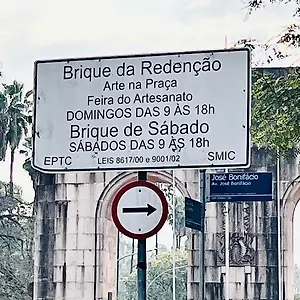 Brique da Redenção
Arte na Praça
Feira do Artesanato
DOMINGOS DAS 9 ÀS 18h
Brique de Sábado
SÁBADOS DAS 9 ÀS 18h
LEIS 8617/00 e 9001/02
EPTC
SMIC
José Bonifácio
Av. José Bonifácio